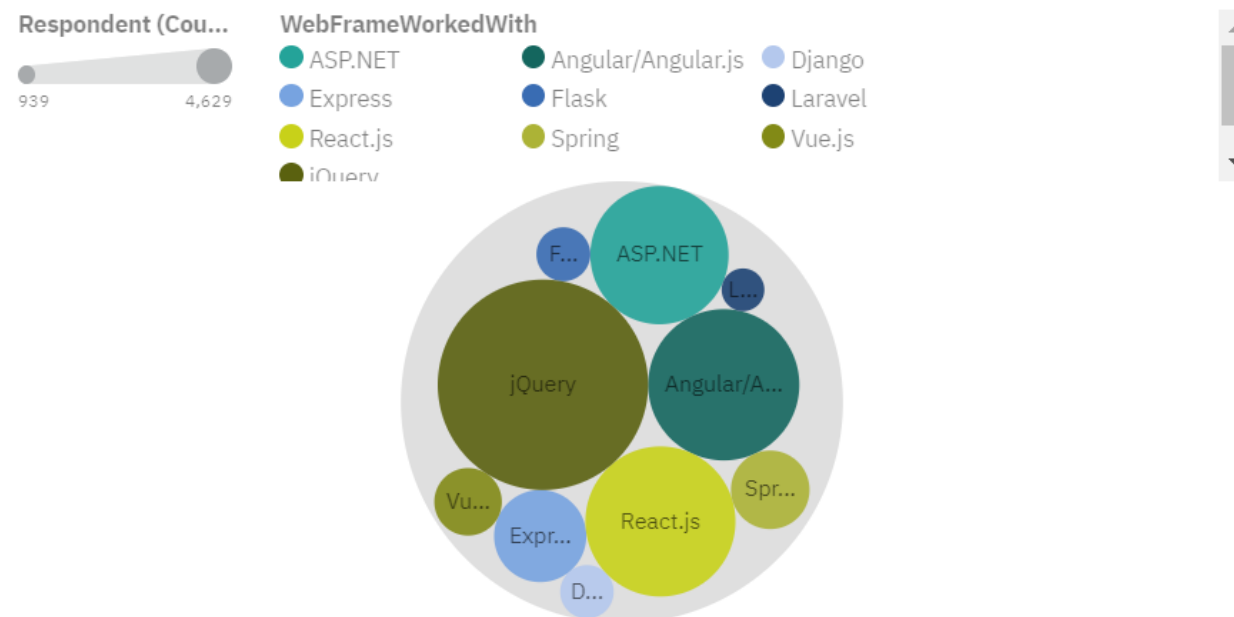 Respondent (Cou... WebFrameWorkedWith
ASP.NET Angular/Angular.js Django
939 4,629 Express Flask Laravel
React.js Spring Vue.js
jQuery
F... ASP.NET
L...
jQuery Angular/A...
Vu... Spr...
Expr... React.js
D...